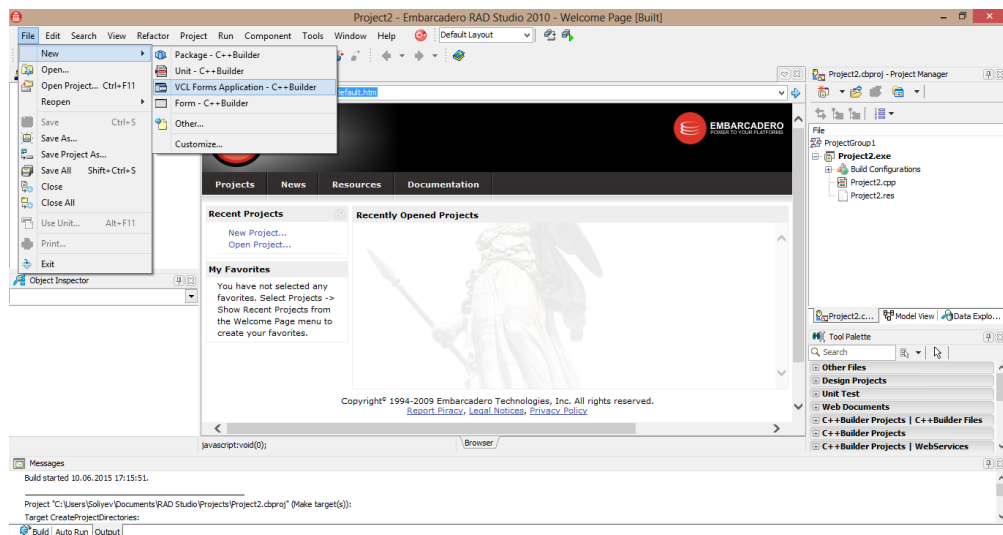 Project2 - Embarcadero RAD Studio 2010 - Welcome Page [Built]
File Edit Search View Refactor Project Run Component Tools Window Help
Default Layout
New
Open...
Open Project... Ctrl+F11
Reopen
Save Ctrl+S
Save As...
Save Project As...
Save All Shift+Ctrl+S
Close
Close All
Use Unit... Alt+F11
Print...
Exit
Package - C++Builder
Unit - C++Builder
VCL Forms Application - C++Builder
Form - C++Builder
Other...
Customize...
default.htm
EMBARCADERO
POWER TO YOUR PLATFORMS
Projects News Resources Documentation
Recent Projects
New Project...
Open Project...
My Favorites
You have not selected any
favorites. Select Projects ->
Show Recent Projects from
the Welcome Page menu to
create your favorites.
Recently Opened Projects
Copyright© 1994-2009 Embarcadero Technologies, Inc. All rights reserved.
Report Piracy, Legal Notices, Privacy Policy
javascript:void(0);
Browser
Object Inspector
Project2.cbproj - Project Manager
File
ProjectGroup1
Project2.exe
Build Configurations
Project2.cpp
Project2.res
Project2.c... Model View Data Explo...
Tool Palette
Search
Other Files
Design Projects
Unit Test
Web Documents
C++Builder Projects | C++Builder Files
C++Builder Projects
C++Builder Projects | WebServices
Messages
Build started 10.06.2015 17:15:51.
Project "C:\Users\Soliyev\Documents\RAD Studio\Projects\Project2.cbproj" (Make target(s)):
Target CreateProjectDirectories:
Build Auto Run Output